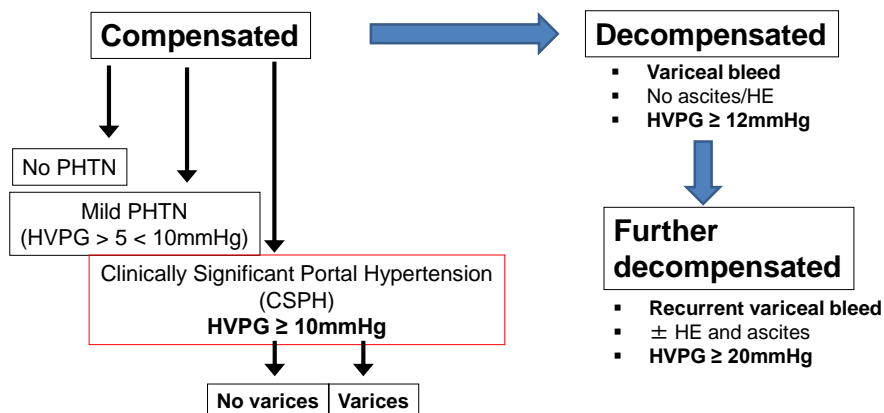 Compensated
No PHTN
Mild PHTN
(HVPG > 5 < 10mmHg)
Clinically Significant Portal Hypertension
(CSPH)
HVPG ≥ 10mmHg
No varices
Varices
Decompensated
▪ Variceal bleed
▪ No ascites/HE
▪ HVPG ≥ 12mmHg
Further
decompensated
▪ Recurrent variceal bleed
▪ ± HE and ascites
▪ HVPG ≥ 20mmHg